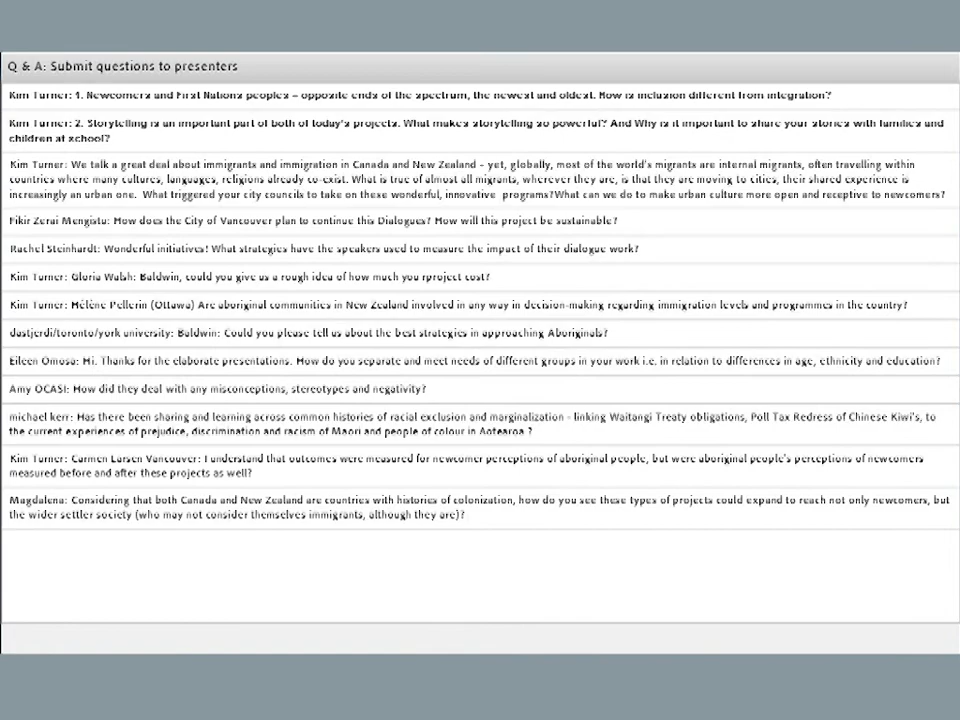 Q & A: Submit questions to presenters
Kim Turner: 1. Newcomers and First Nations peoples – opposite ends of the spectrum, the newest and oldest. How is inclusion different from integration?
Kim Turner: 2. Storytelling is an important part of both of today's projects. What makes storytelling so powerful? And Why is it important to share your stories with families and
children at school?
Kim Turner: We talk a great deal about immigrants and immigration in Canada and New Zealand - yet, globally, most of the world's migrants are internal migrants, often travelling within
countries where many cultures, languages, religions already co-exist. What is true of almost all migrants, wherever they are, is that they are moving to cities, their shared experience is
increasingly an urban one. What triggered your city councils to take on these wonderful, innovative programs?What can we do to make urban culture more open and receptive to newcomers?
Fikir Zerai Mengistu: How does the City of Vancouver plan to continue this Dialogues? How will this project be sustainable?
Rachel Steinhardt: Wonderful initiatives! What strategies have the speakers used to measure the impact of their dialogue work?
Kim Turner: Gloria Walsh: Baldwin, could you give us a rough idea of how much you rproject cost?
Kim Turner: Hélène Pellerin (Ottawa) Are aboriginal communities in New Zealand involved in any way in decision-making regarding immigration levels and programmes in the country?
dastjerdi/toronto/york university: Baldwin: Could you please tell us about the best strategies in approaching Aboriginals?
Eileen Omosa: Hi. Thanks for the elaborate presentations. How do you separate and meet needs of different groups in your work i.e. in relation to differences in age, ethnicity and education?
Amy OCASI: How did they deal with any misconceptions, stereotypes and negativity?
michael kerr: Has there been sharing and learning across common histories of racial exclusion and marginalization - linking Waitangi Treaty obligations, Poll Tax Redress of Chinese Kiwi's, to
the current experiences of prejudice, discrimination and racism of Maori and people of colour in Aotearoa ?
Kim Turner: Carmen Larsen Vancouver: I understand that outcomes were measured for newcomer perceptions of aboriginal people, but were aboriginal people's perceptions of newcomers
measured before and after these projects as well?
Magdalena: Considering that both Canada and New Zealand are countries with histories of colonization, how do you see these types of projects could expand to reach not only newcomers, but
the wider settler society (who may not consider themselves immigrants, although they are)?